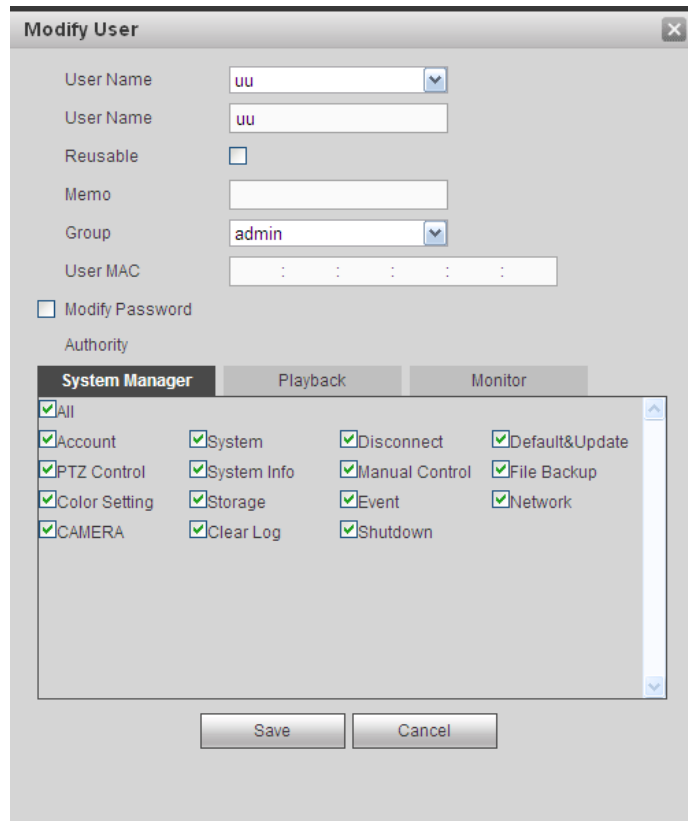 Modify User
User Name uu
User Name uu
Reusable
Memo
Group admin
User MAC : : : : :
Modify Password
Authority
System Manager Playback Monitor
All
Account System Disconnect Default&Update
PTZ Control System Info Manual Control File Backup
Color Setting Storage Event Network
CAMERA Clear Log Shutdown
Save Cancel